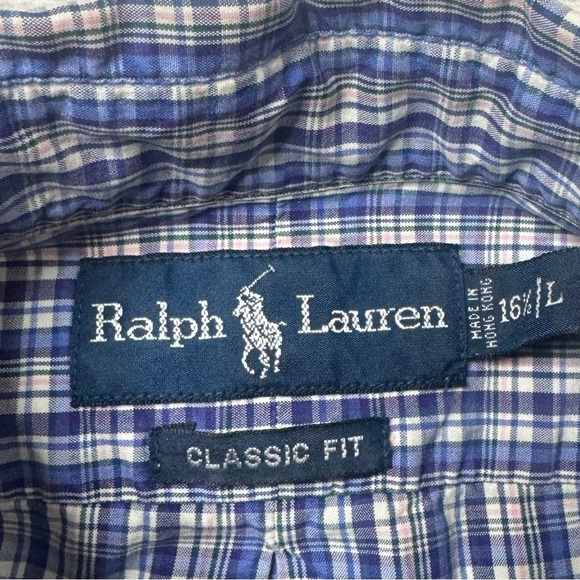 Ralph Lauren
MADE IN
HONG KONG
16½/L
CLASSIC FIT